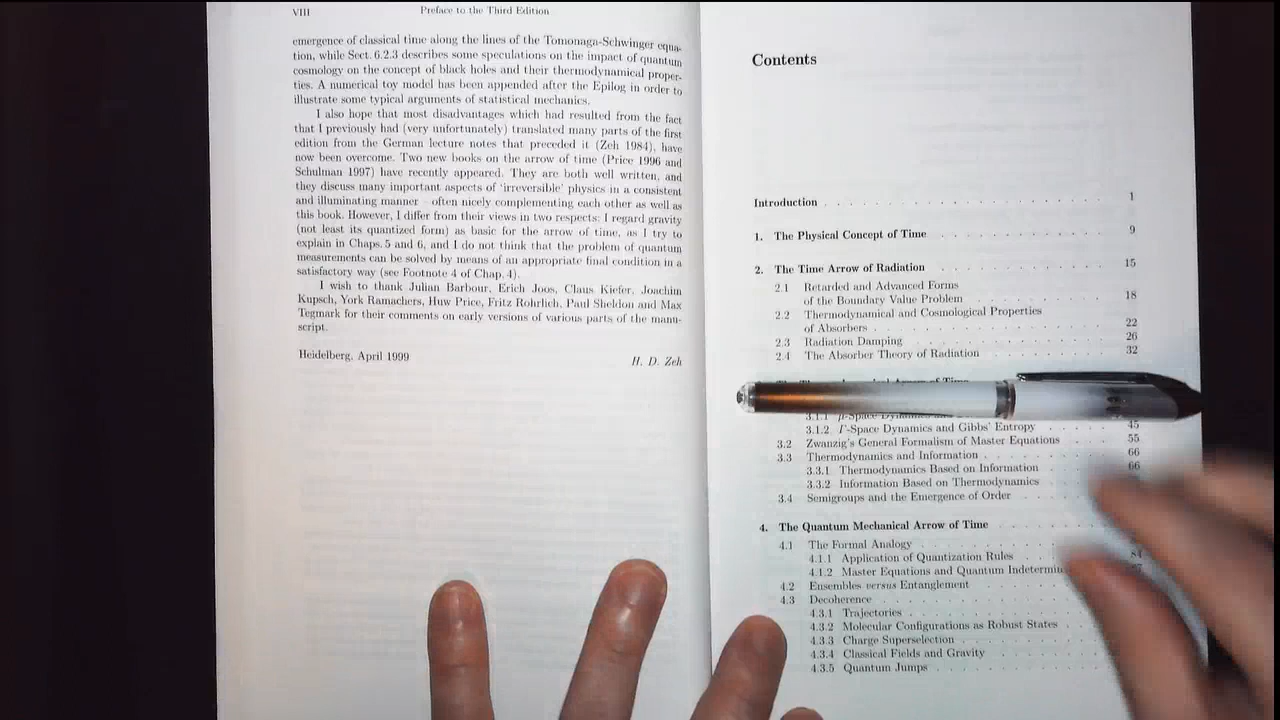 VIII Preface to the Third Edition
emergence of classical time along the lines of the Tomonaga-Schwinger equa-
tion, while Sect. 6.2.3 describes some speculations on the impact of quantum
cosmology on the concept of black holes and their thermodynamical proper-
ties. A numerical toy model has been appended after the Epilog in order to
illustrate some typical arguments of statistical mechanics.
I also hope that most disadvantages which had resulted from the fact
that I previously had (very unfortunately) translated many parts of the first
edition from the German lecture notes that preceded it (Zeh 1984), have
now been overcome. Two new books on the arrow of time (Price 1996 and
Schulman 1997) have recently appeared. They are both well written, and
they discuss many important aspects of 'irreversible' physics in a consistent
and illuminating manner – often nicely complementing each other as well as
this book. However, I differ from their views in two respects: I regard gravity
(not least its quantized form) as basic for the arrow of time, as I try to
explain in Chaps. 5 and 6, and I do not think that the problem of quantum
measurements can be solved by means of an appropriate final condition in a
satisfactory way (see Footnote 4 of Chap. 4).
I wish to thank Julian Barbour, Erich Joos, Claus Kiefer, Joachim
Kupsch, York Ramachers, Huw Price, Fritz Rohrlich, Paul Sheldon and Max
Tegmark for their comments on early versions of various parts of the manu-
script.
Heidelberg, April 1999 H. D. Zeh
Contents
Introduction . . . . . . . . . . 1
1. The Physical Concept of Time . . . . . . . . . . 9
2. The Time Arrow of Radiation . . . . . . . . . . 15
2.1 Retarded and Advanced Forms
of the Boundary Value Problem . . . . . . . . . . 18
2.2 Thermodynamical and Cosmological Properties
of Absorbers . . . . . . . . . . 22
2.3 Radiation Damping . . . . . . . . . . 26
2.4 The Absorber Theory of Radiation . . . . . . . . . . 32
Arrow of Time
3.1.1 μ-Space Dynamics
3.1.2 Γ-Space Dynamics and Gibbs' Entropy . . . . . 45
3.2 Zwanzig's General Formalism of Master Equations . . . 55
3.3 Thermodynamics and Information . . . . . . . . . . 66
3.3.1 Thermodynamics Based on Information . . . . . 66
3.3.2 Information Based on Thermodynamics
3.4 Semigroups and the Emergence of Order . . .
4. The Quantum Mechanical Arrow of Time . . . . .
4.1 The Formal Analogy . . . . . . . . . .
4.1.1 Application of Quantization Rules . . . . . 84
4.1.2 Master Equations and Quantum
4.2 Ensembles versus Entanglement . . . . .
4.3 Decoherence . . . . . . . . . .
4.3.1 Trajectories . . . . . . . . . .
4.3.2 Molecular Configurations as Robust States . .
4.3.3 Charge Superselection . . . . . . . .
4.3.4 Classical Fields and Gravity . . . . .
4.3.5 Quantum Jumps . . . . . . . .